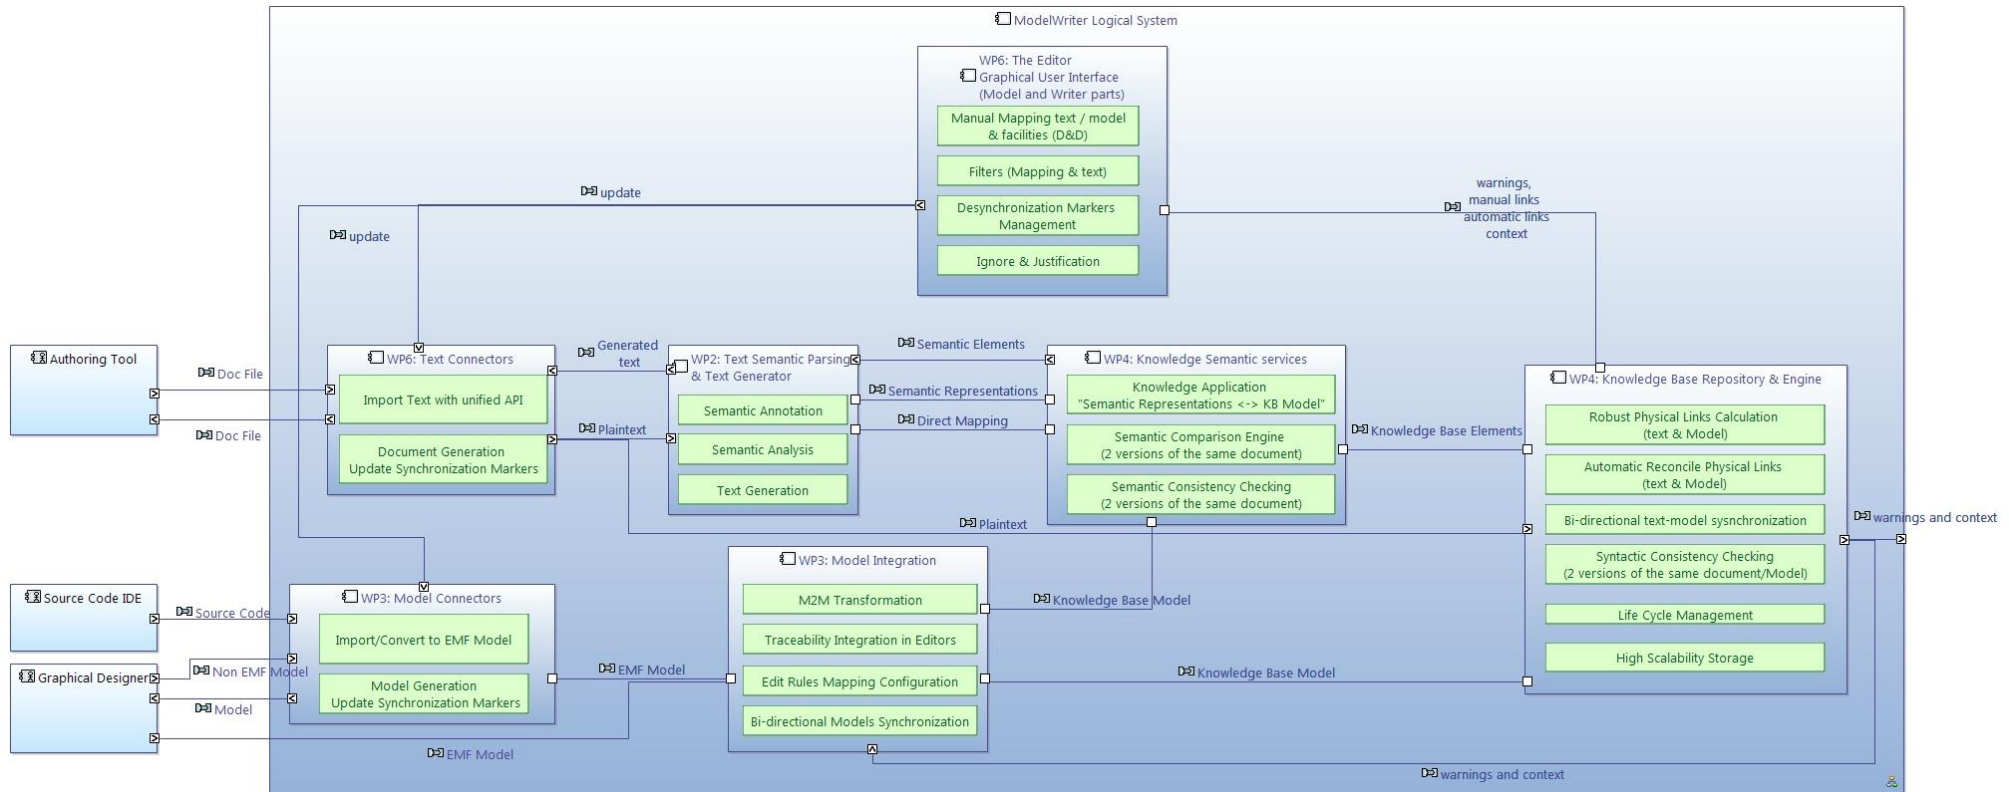 ModelWriter Logical System
WP6: The Editor
Graphical User Interface
(Model and Writer parts)
Manual Mapping text / model
& facilities (D&D)
Filters (Mapping & text)
Desynchronization Markers
Management
Ignore & Justification
update
update
warnings,
manual links
automatic links
context
Authoring Tool
Doc File
Doc File
WP6: Text Connectors
Import Text with unified API
Document Generation
Update Synchronization Markers
Generated
text
Plaintext
WP2: Text Semantic Parsing
& Text Generator
Semantic Annotation
Semantic Analysis
Text Generation
Semantic Elements
Semantic Representations
Direct Mapping
WP4: Knowledge Semantic services
Knowledge Application
"Semantic Representations <-> KB Model"
Semantic Comparison Engine
(2 versions of the same document)
Semantic Consistency Checking
(2 versions of the same document)
Knowledge Base Elements
Plaintext
WP4: Knowledge Base Repository & Engine
Robust Physical Links Calculation
(text & Model)
Automatic Reconcile Physical Links
(text & Model)
Bi-directional text-model sysnchronization
Syntactic Consistency Checking
(2 versions of the same document/Model)
Life Cycle Management
High Scalability Storage
warnings and context
Source Code IDE
Source Code
Graphical Designer
Non EMF Model
Model
EMF Model
WP3: Model Connectors
Import/Convert to EMF Model
Model Generation
Update Synchronization Markers
EMF Model
WP3: Model Integration
M2M Transformation
Traceability Integration in Editors
Edit Rules Mapping Configuration
Bi-directional Models Synchronization
Knowledge Base Model
Knowledge Base Model
warnings and context